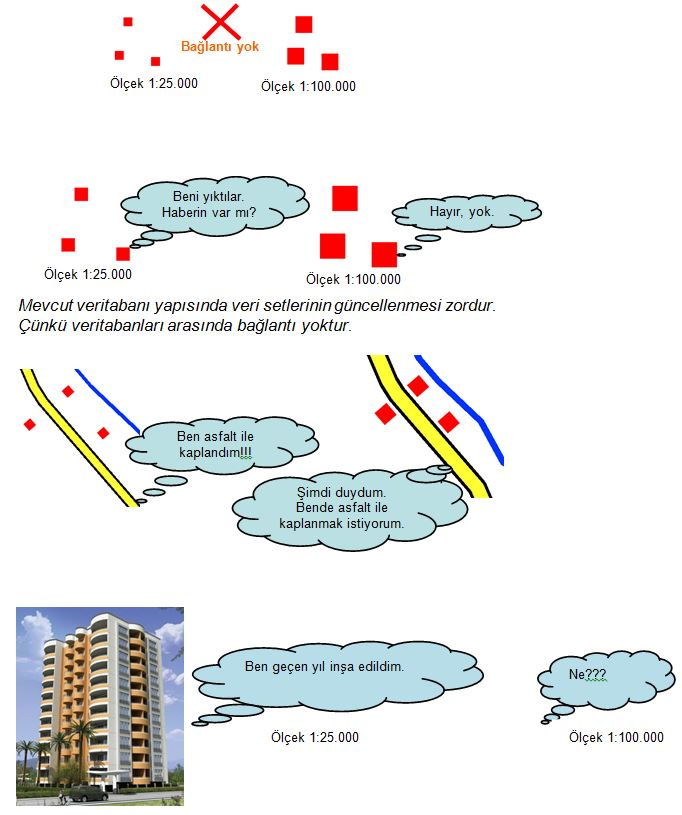 Bağlantı yok
Ölçek 1:25.000
Ölçek 1:100.000
Beni yıktılar.
Haberin var mı?
Hayır, yok.
Ölçek 1:25.000
Ölçek 1:100.000
Mevcut veritabanı yapısında veri setlerinin güncellenmesi zordur.
Çünkü veritabanları arasında bağlantı yoktur.
Ben asfalt ile
kaplandım!!!
Şimdi duydum.
Bende asfalt ile
kaplanmak istiyorum.
Ben geçen yıl inşa edildim.
Ne???
Ölçek 1:25.000
Ölçek 1:100.000